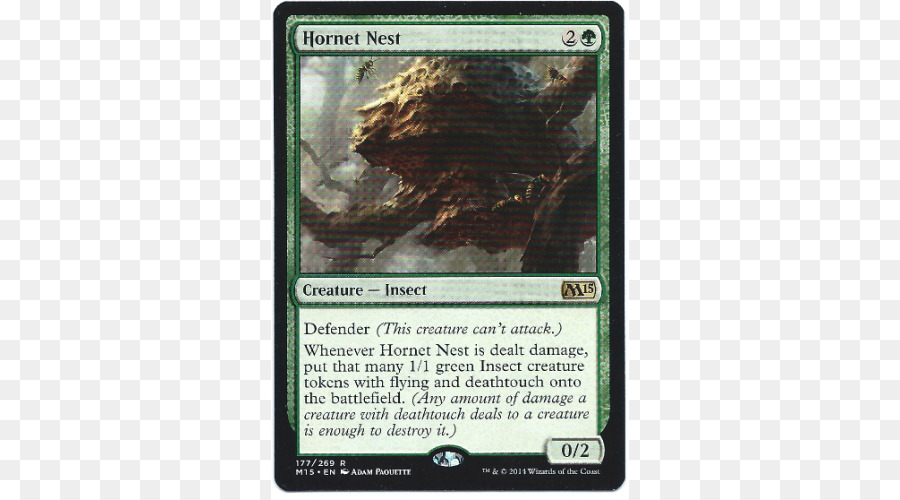 Hornet Nest 2
Creature — Insect M15
Defender (This creature can't attack.)
Whenever Hornet Nest is dealt damage,
put that many 1/1 green Insect creature
tokens with flying and deathtouch onto
the battlefield. (Any amount of damage a
creature with deathtouch deals to a creature
is enough to destroy it.)
0/2
177/269 R
M15 • EN Adam Paquette ™ & © 2014 Wizards of the Coast